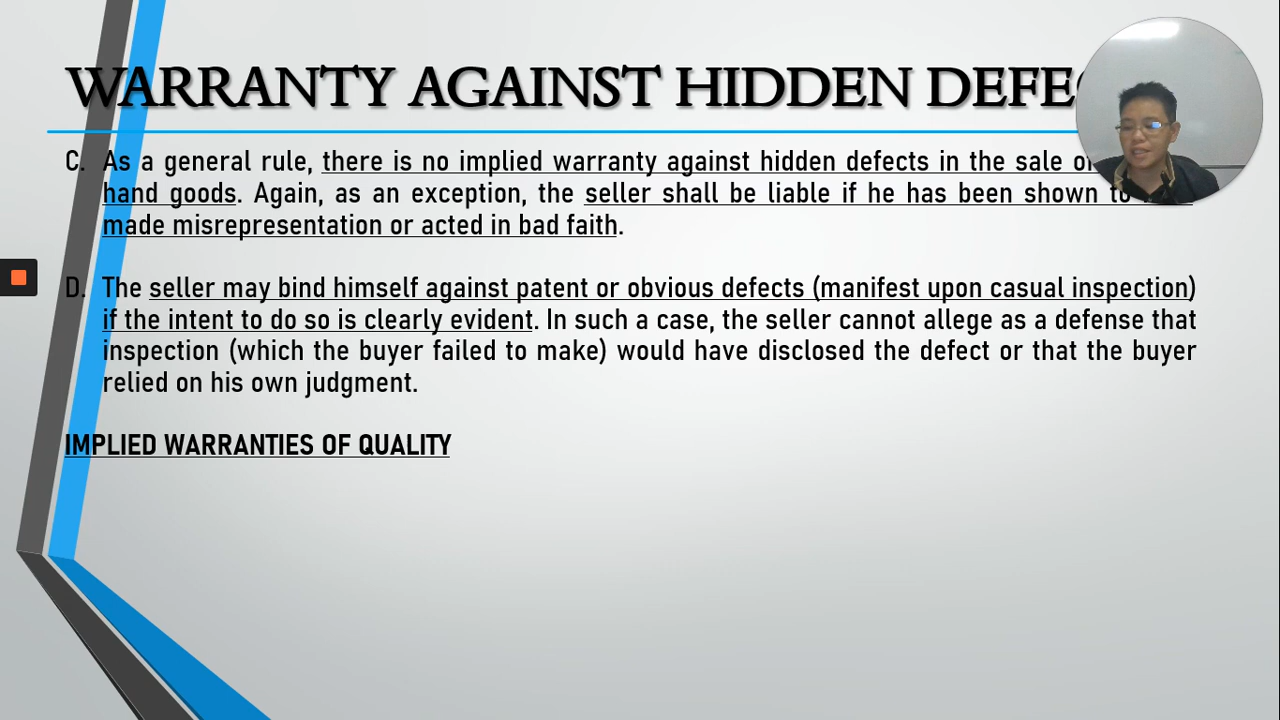 WARRANTY AGAINST HIDDEN
C. As a general rule, there is no implied warranty against hidden defects in the sale
hand goods. Again, as an exception, the seller shall be liable if he has been shown
made misrepresentation or acted in bad faith.
D. The seller may bind himself against patent or obvious defects (manifest upon casual inspection)
if the intent to do so is clearly evident. In such a case, the seller cannot allege as a defense that
inspection (which the buyer failed to make) would have disclosed the defect or that the buyer
relied on his own judgment.
IMPLIED WARRANTIES OF QUALITY